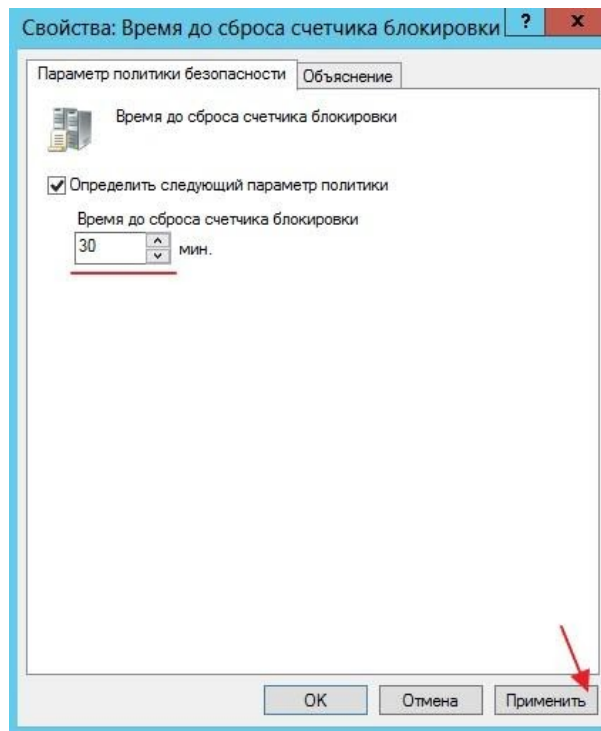 Свойства: Время до сброса счетчика блокировки ? x
Параметр политики безопасности Объяснение
Время до сброса счетчика блокировки
Определить следующий параметр политики
Время до сброса счетчика блокировки
30 мин.
OK Отмена Применить